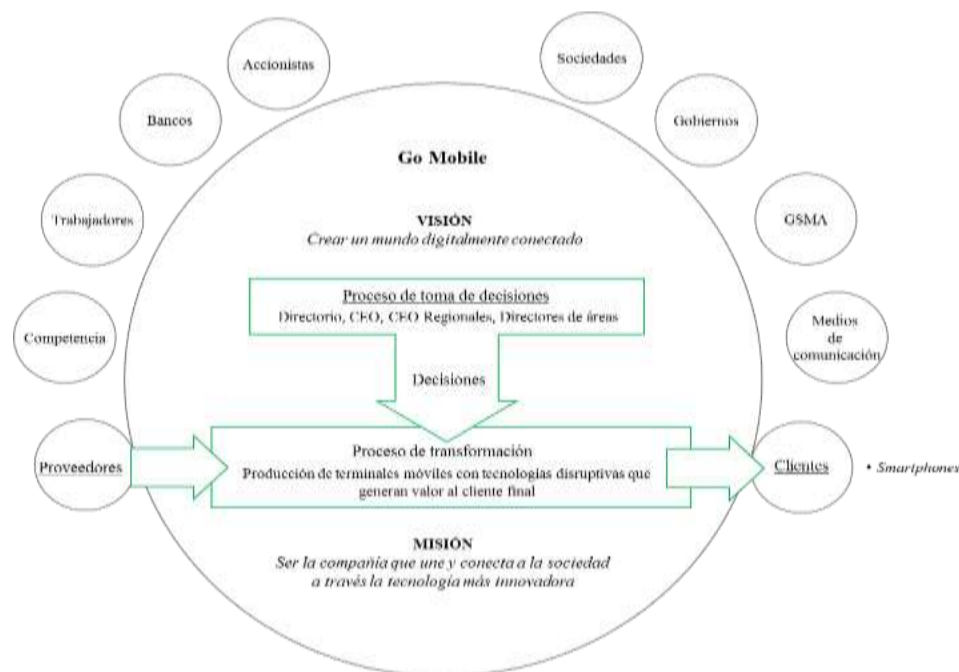 Accionistas
Sociedades
Bancos
Gobiernos
Go Mobile
Trabajadores
GSMA
VISIÓN
Crear un mundo digitalmente conectado
Proceso de toma de decisiones
Directorio, CEO, CEO Regionales, Directores de áreas
Competencia
Medios
de
comunicación
Decisiones
Proveedores
Proceso de transformación
Producción de terminales móviles con tecnologías disruptivas que
generan valor al cliente final
Clientes
• Smartphones
MISIÓN
Ser la compañía que une y conecta a la sociedad
a través la tecnología más innovadora